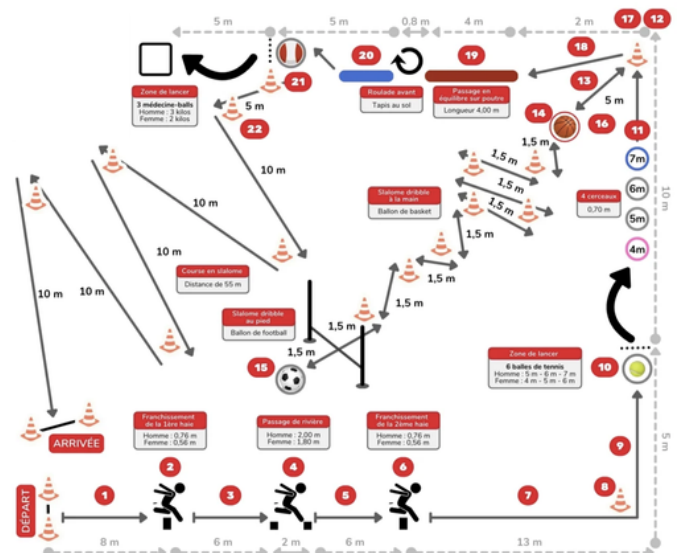 5 m
5 m
0.8 m
4 m
2 m
17
12
20
19
18
21
13
Zone de lancer
3 médecine-balls
Homme : 3 kilos
Femme : 2 kilos
Roulade avant
Tapis au sol
Passage en
équilibre sur poutre
Longueur 4,00 m
5 m
22
5 m
14
16
11
1,5 m
7m
1,5 m
10 m
1,5 m
6m
10 m
10 m
Slalome dribble
à la main
Ballon de basket
1,5 m
4 cerceaux
0,70 m
5m
1,5 m
4m
10 m
Course en slalome
Distance de 55 m
1,5 m
10 m
10 m
1,5 m
Slalome dribble
au pied
Ballon de football
1,5 m
1,5 m
15
Zone de lancer
6 balles de tennis
Homme : 5 m - 6 m - 7 m
Femme : 4 m - 5 m - 6 m
10
5 m
ARRIVÉE
Franchissement
de la 1ère haie
Homme : 0,76 m
Femme : 0,56 m
Passage de rivière
Homme : 2,00 m
Femme : 1,80 m
Franchissement
de la 2ème haie
Homme : 0,76 m
Femme : 0,56 m
9
2
4
6
DÉPART
1
3
5
7
8
8 m
6 m
2 m
6 m
13 m